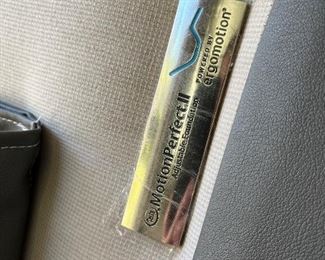 MotionPerfect II
Adjustable Foundation
POWERED BY
ergomotion®